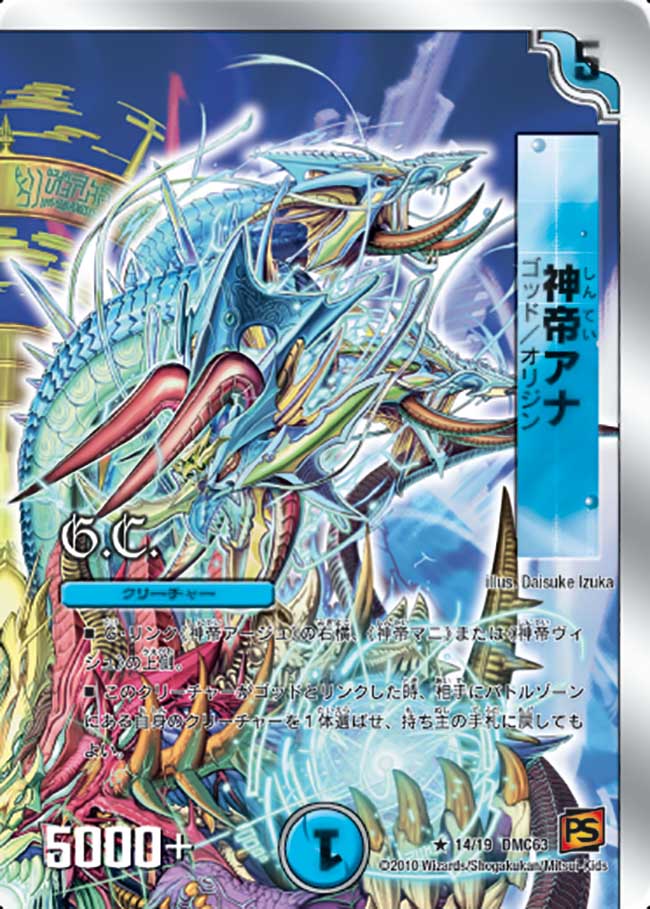 5
神帝アナ
しんてい
ゴッド／オリジン
G.C.
illus. Daisuke Izuka
クリーチャー
■ G・リンク《神帝アージュ》の右横、《神帝マニ》または《神帝ヴィ
シュ》の上側。
■ このクリーチャーがゴッドとリンクした時、相手にバトルゾーン
にある自身のクリーチャーを1体選ばせ、持ち主の手札に戻しても
よい。
5000+
1
★ 14/19 DMC63
PS
©2010 Wizards/Shogakukan/Mitsui-Kids